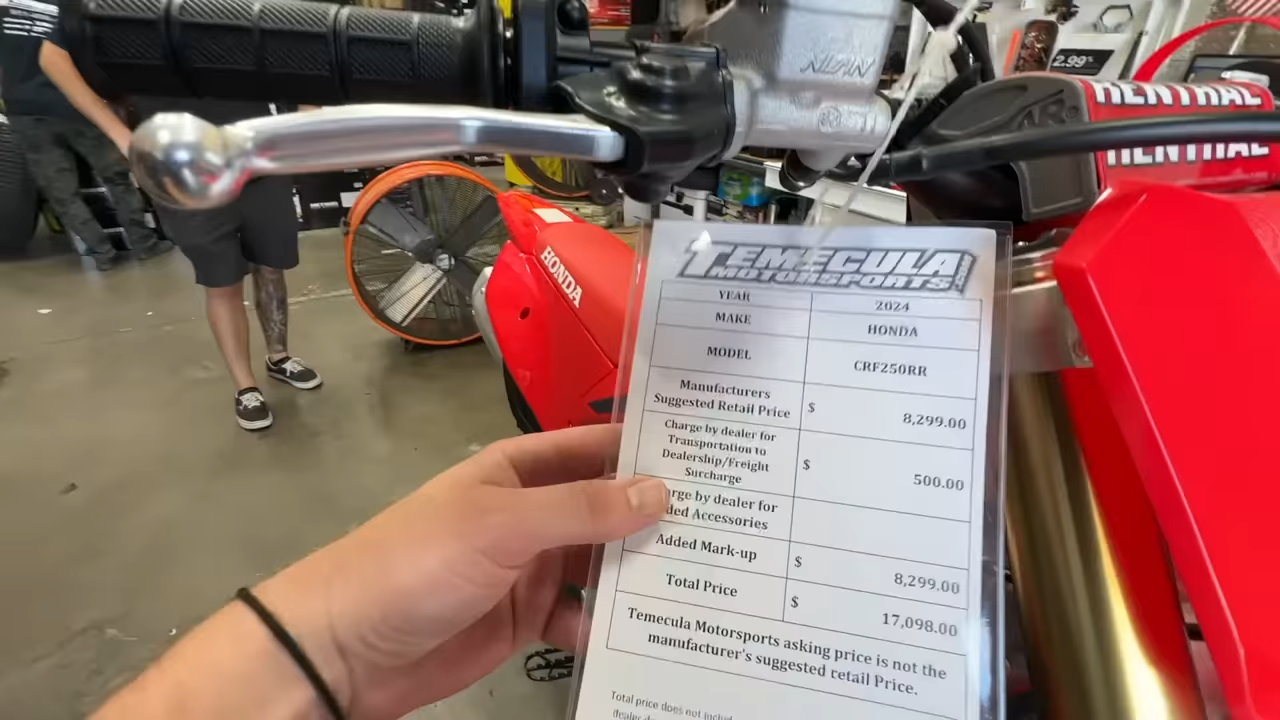 NISSIN
2.99%
RENTHAL
RENTHAL
HONDA
TEMECULA
MOTORSPORTS.COM
YEAR 2024
MAKE HONDA
MODEL CRF250RR
Manufacturers
Suggested Retail Price $ 8,299.00
Charge by dealer for
Transportation to
Dealership/Freight
Surcharge $ 500.00
arge by dealer for
ded Accessories
Added Mark-up $ 8,299.00
Total Price $ 17,098.00
Temecula Motorsports asking price is not the
manufacturer's suggested retail Price.
Total price does not includ